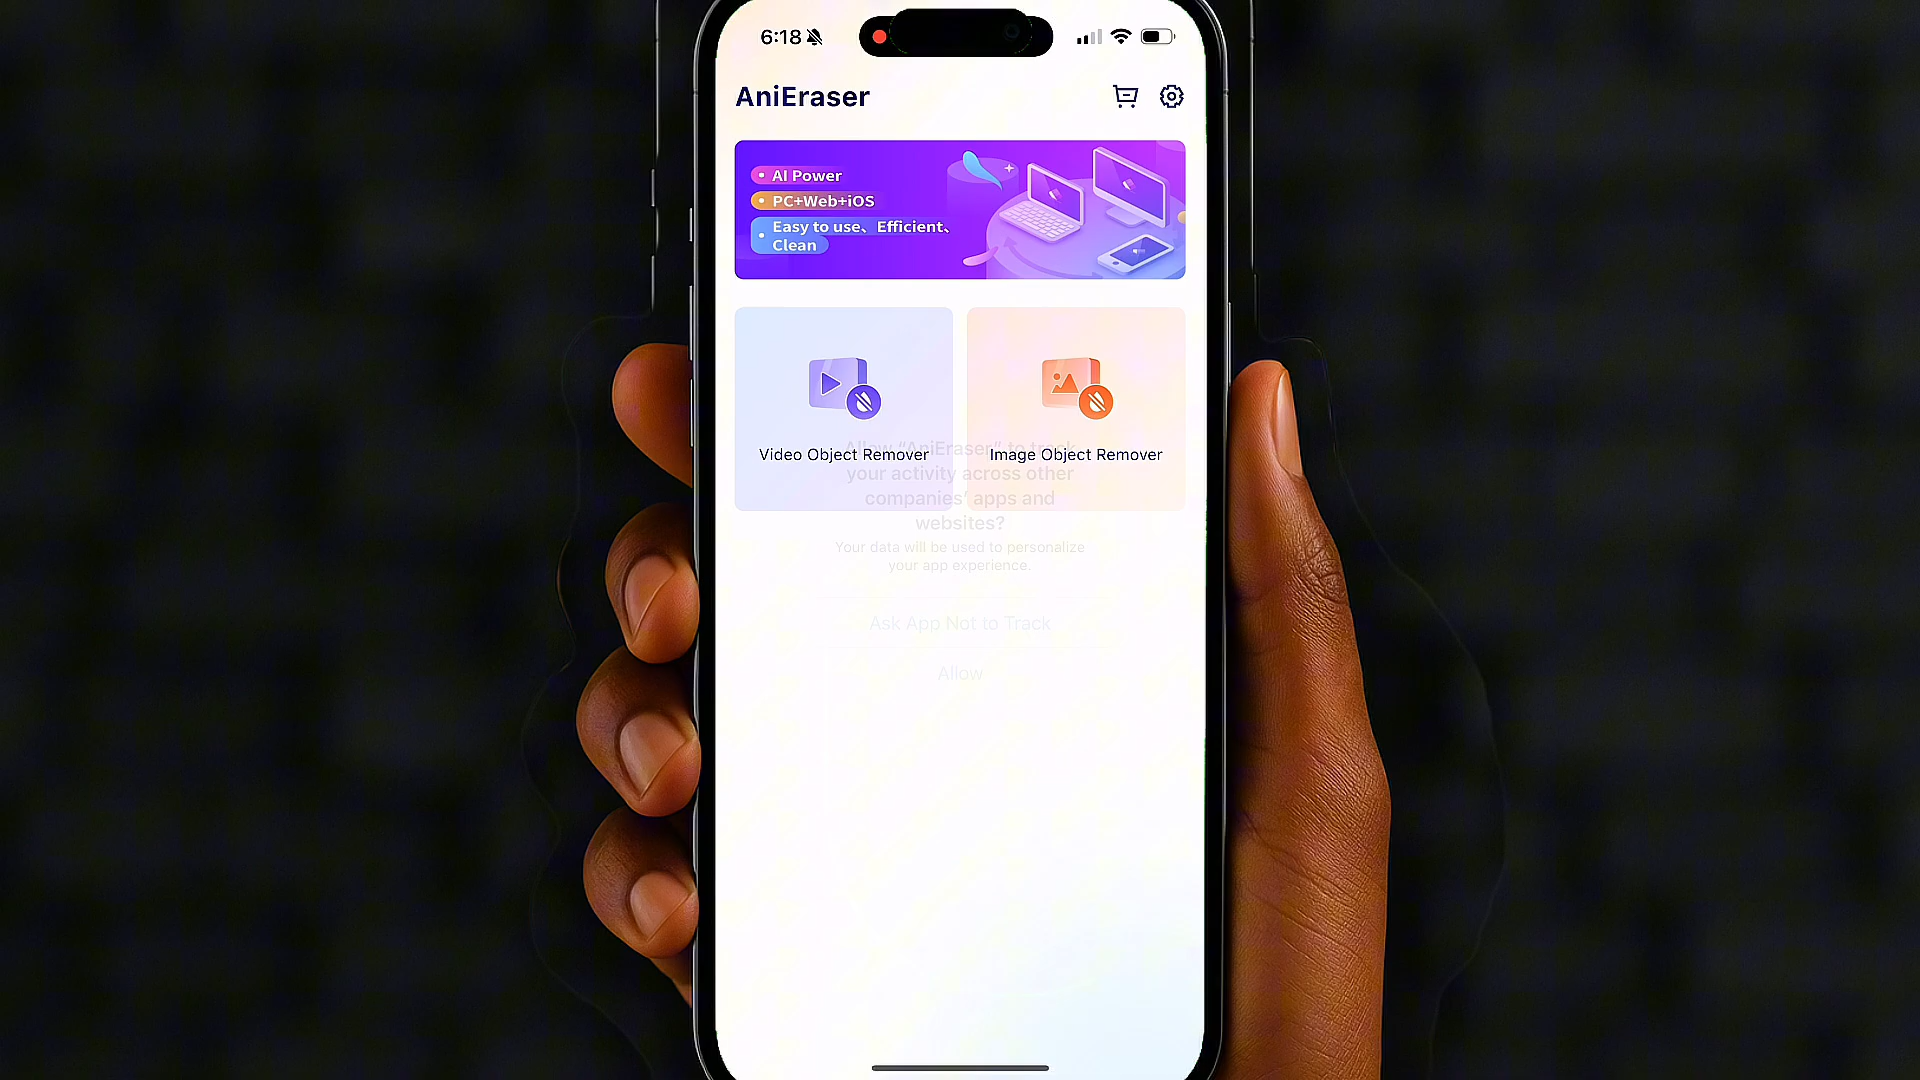 6:18
AniEraser
AI Power
PC+Web+iOS
Easy to use、Efficient、
Clean
Video Object Remover
Image Object Remover
Allow “AniEraser” to track
your activity across other
companies’ apps and
websites?
Your data will be used to personalize
your app experience.
Ask App Not to Track
Allow